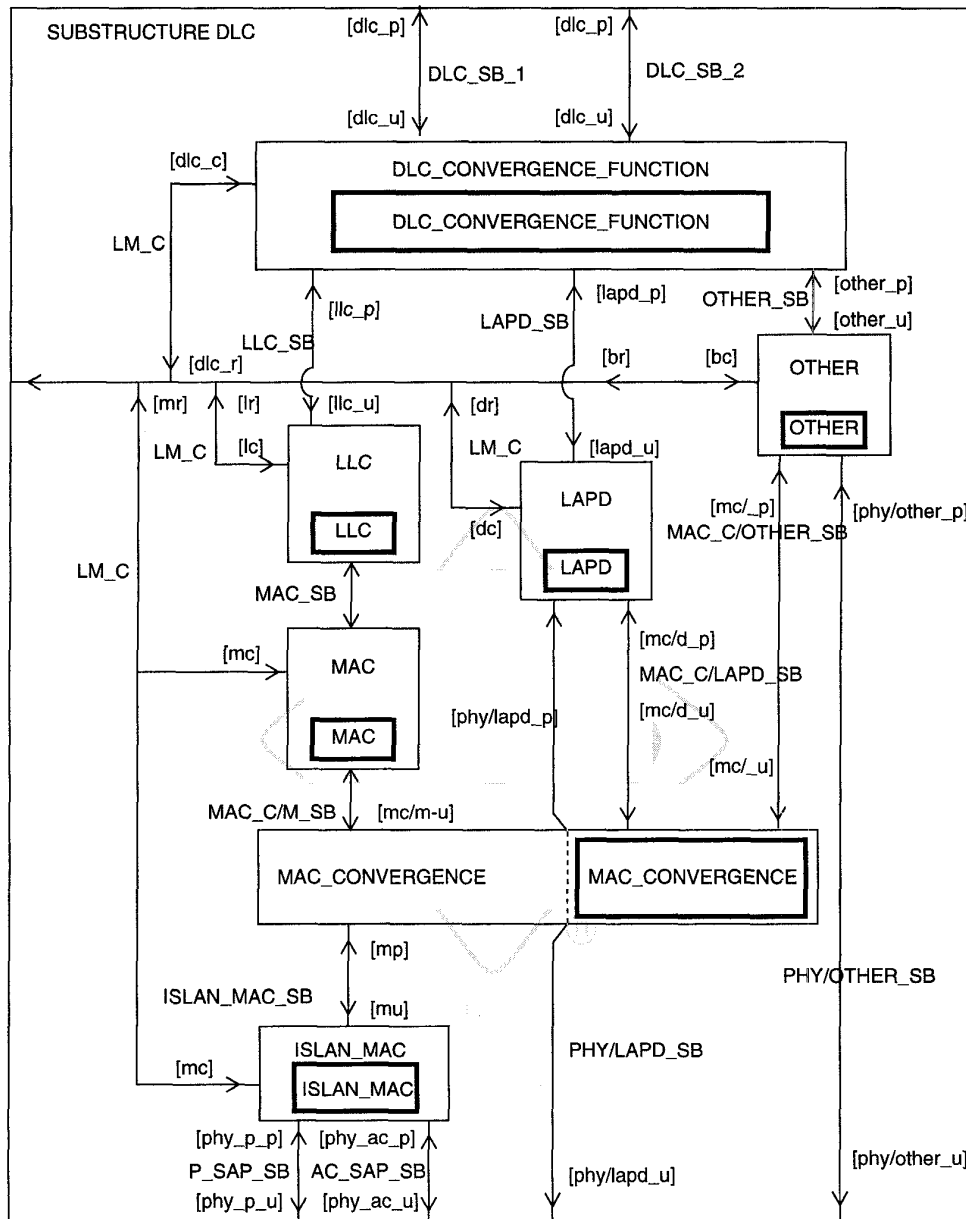 [dlc_p]
[dlc_p]
SUBSTRUCTURE DLC
DLC_SB_1
DLC_SB_2
[dlc_u]
[dlc_u]
[dlc_c]
DLC_CONVERGENCE_FUNCTION
DLC_CONVERGENCE_FUNCTION
LM_C
[llc_p]
[lapd_p]
[other_p]
OTHER_SB
LLC_SB
LAPD_SB
[other_u]
[dlc_r]
[br]
[bc]
OTHER
[mr]
[lr]
[llc_u]
[dr]
OTHER
LM_C
[lc]
LLC
LM_C
[lapd_u]
LAPD
[mc/_p]
[phy/other_p]
LLC
[dc]
MAC_C/OTHER_SB
LM_C
LAPD
MAC_SB
[mc]
MAC
[mc/d_p]
MAC_C/LAPD_SB
[phy/lapd_p]
[mc/d_u]
MAC
[mc/_u]
MAC_C/M_SB
[mc/m-u]
MAC_CONVERGENCE
MAC_CONVERGENCE
[mp]
PHY/OTHER_SB
ISLAN_MAC_SB
[mu]
ISLAN_MAC
PHY/LAPD_SB
[mc]
ISLAN_MAC
[phy_p_p]
[phy_ac_p]
P_SAP_SB
AC_SAP_SB
[phy/lapd_u]
[phy/other_u]
[phy_p_u]
[phy_ac_u]